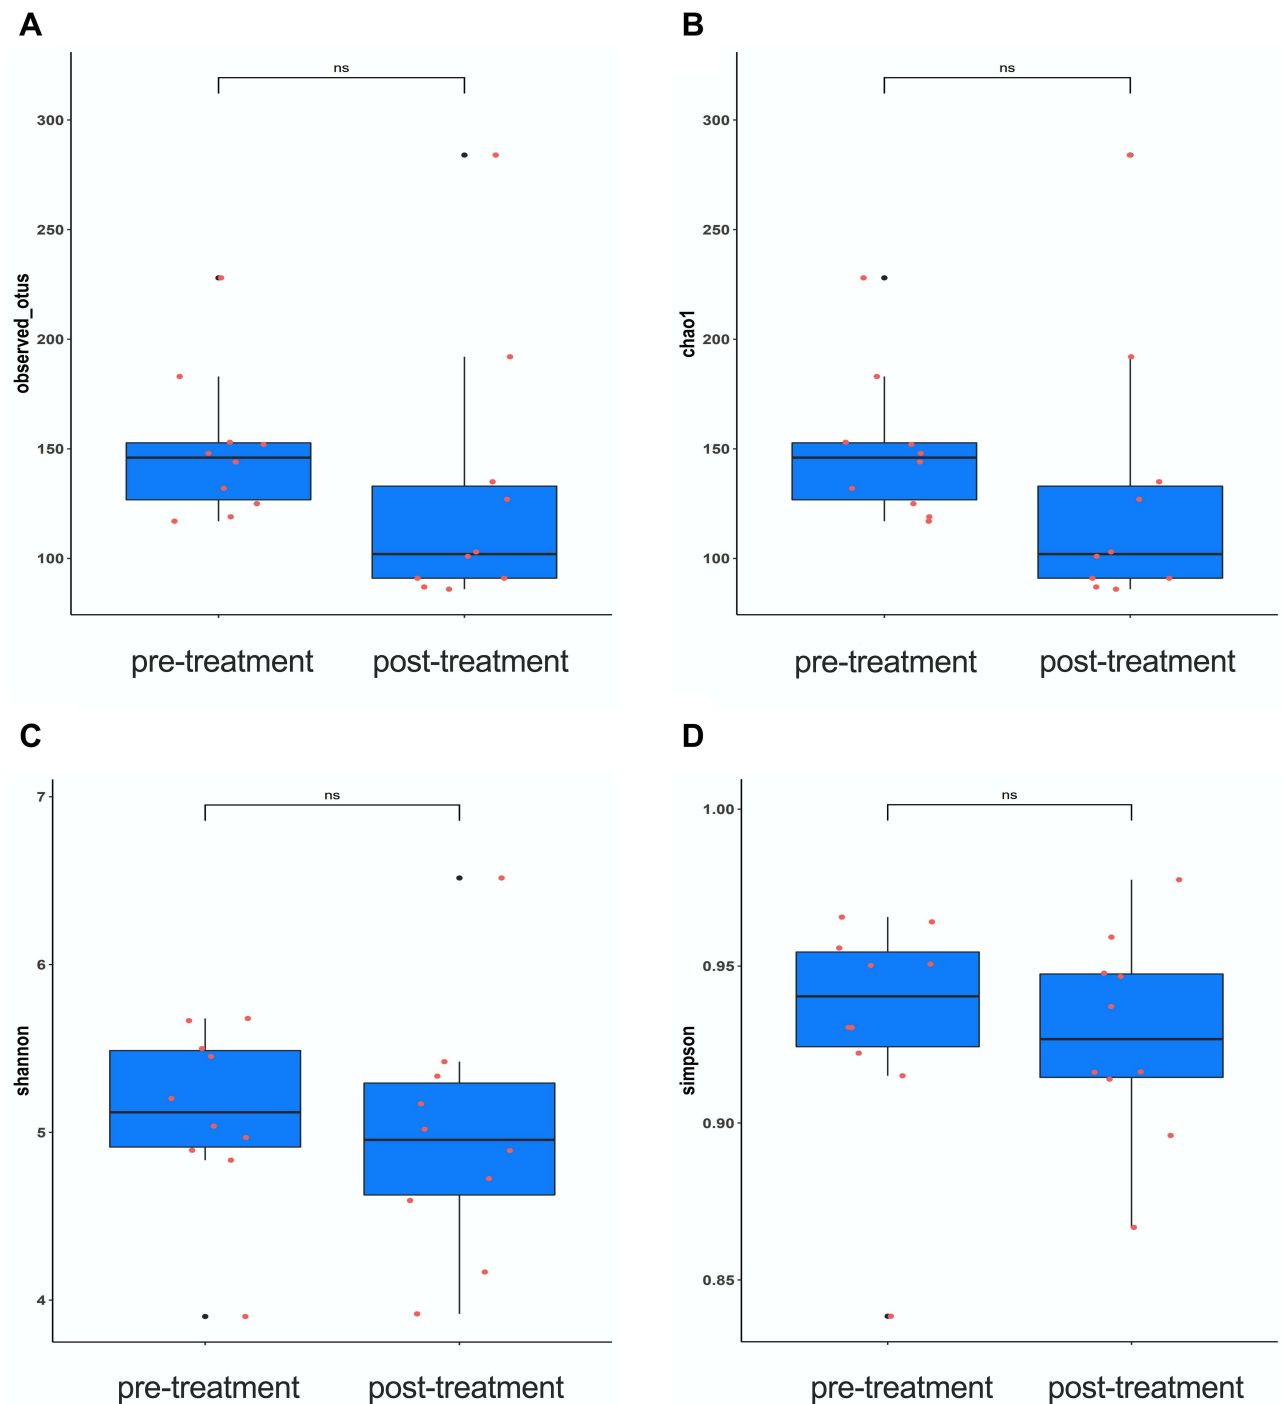 A
ns
300
250
200
150
100
observed_otus
pre-treatment
post-treatment
B
ns
300
250
200
150
100
chao1
pre-treatment
post-treatment
C
ns
7
6
5
4
shannon
pre-treatment
post-treatment
D
ns
1.00
0.95
0.90
0.85
simpson
pre-treatment
post-treatment